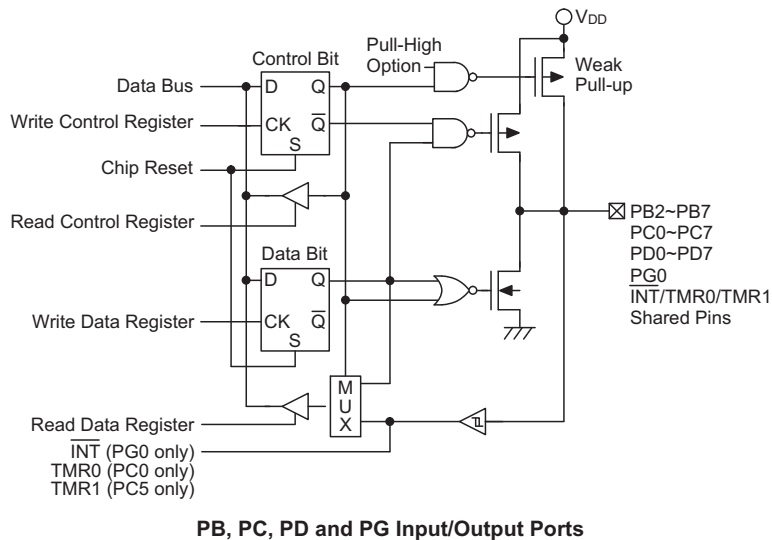 V_DD
Control Bit
Pull-High
Option
Weak
Pull-up
Data Bus
D
Q
Write Control Register
CK
Q̅
S
Chip Reset
Read Control Register
PB2~PB7
PC0~PC7
PD0~PD7
PG0
I̅N̅T̅/TMR0/TMR1
Shared Pins
Data Bit
D
Q
Write Data Register
CK
Q̅
S
M
U
X
Read Data Register
I̅N̅T̅ (PG0 only)
TMR0 (PC0 only)
TMR1 (PC5 only)
PB, PC, PD and PG Input/Output Ports